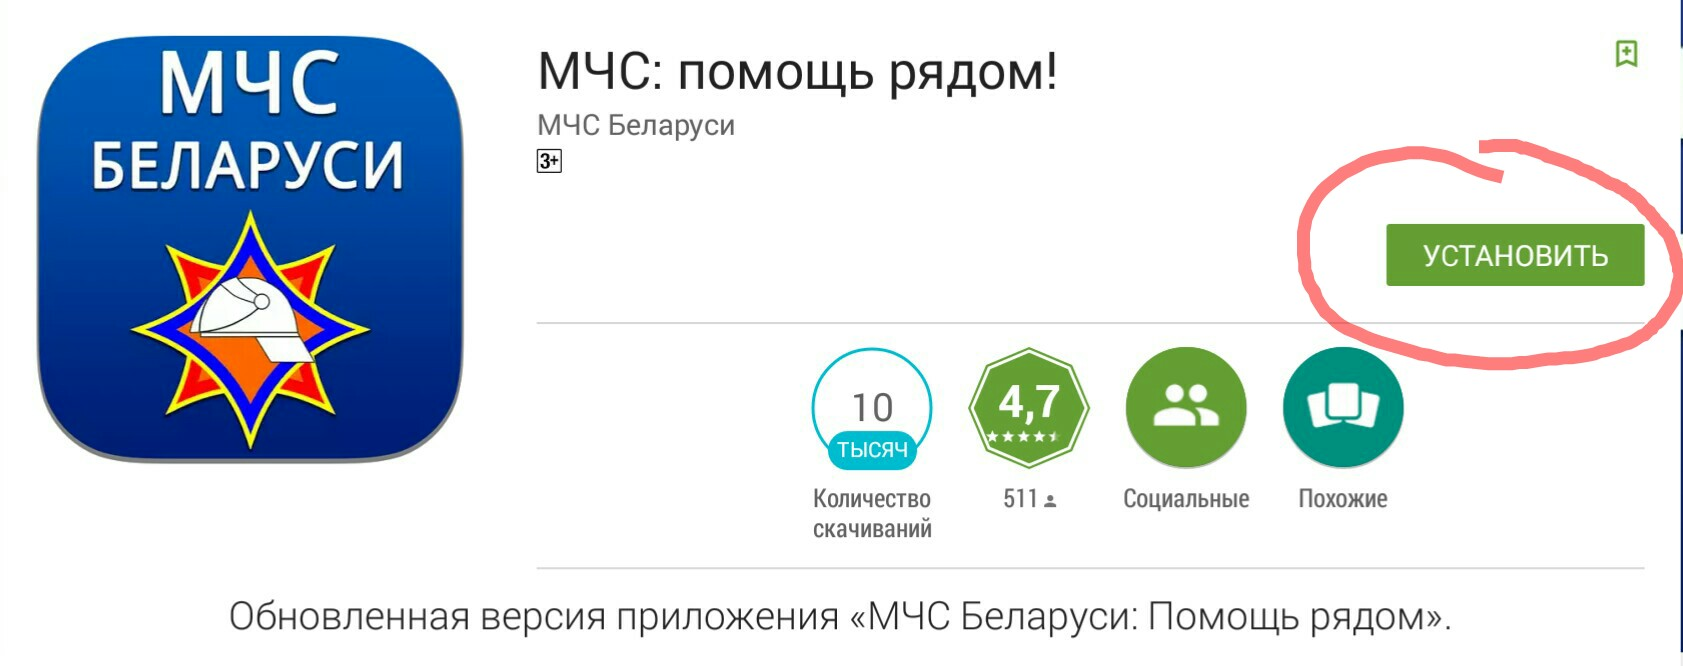 МЧС
БЕЛАРУСИ
МЧС: помощь рядом!
МЧС Беларуси
3+
УСТАНОВИТЬ
10
ТЫСЯЧ
Количество
скачиваний
4,7
511
Социальные
Похожие
Обновленная версия приложения «МЧС Беларуси: Помощь рядом».